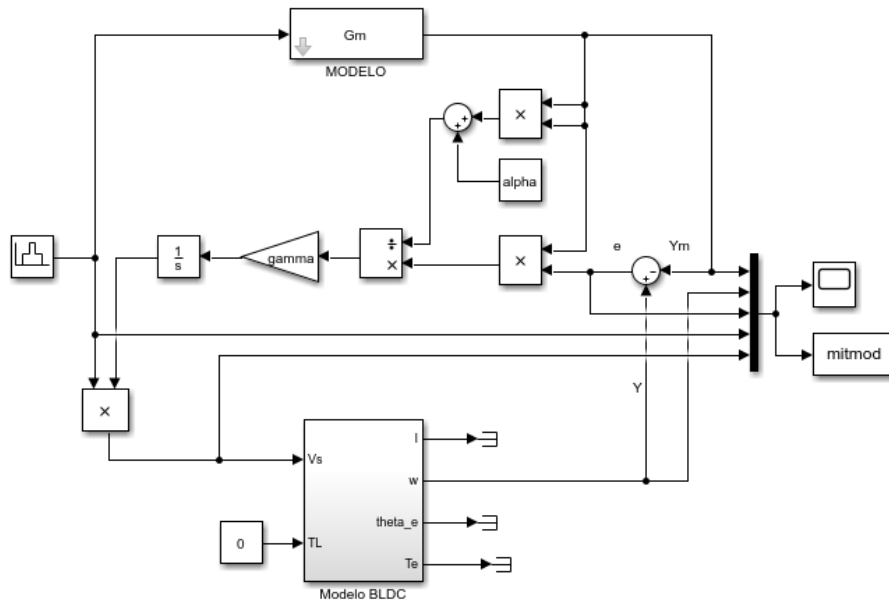 Gm
MODELO
×
alpha
e
Ym
1
s
gamma
÷
×
×
+
+
−
+
mitmod
×
Y
I
Vs
w
theta_e
0
TL
Te
Modelo BLDC